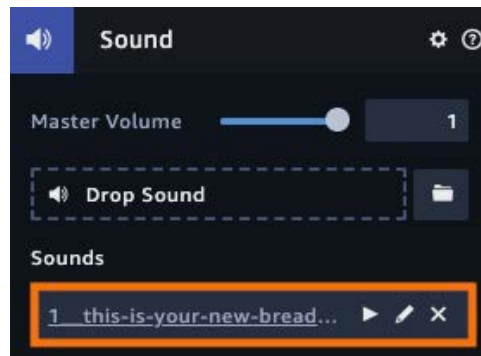 Sound
Master Volume 1
Drop Sound
Sounds
1__this-is-your-new-bread...